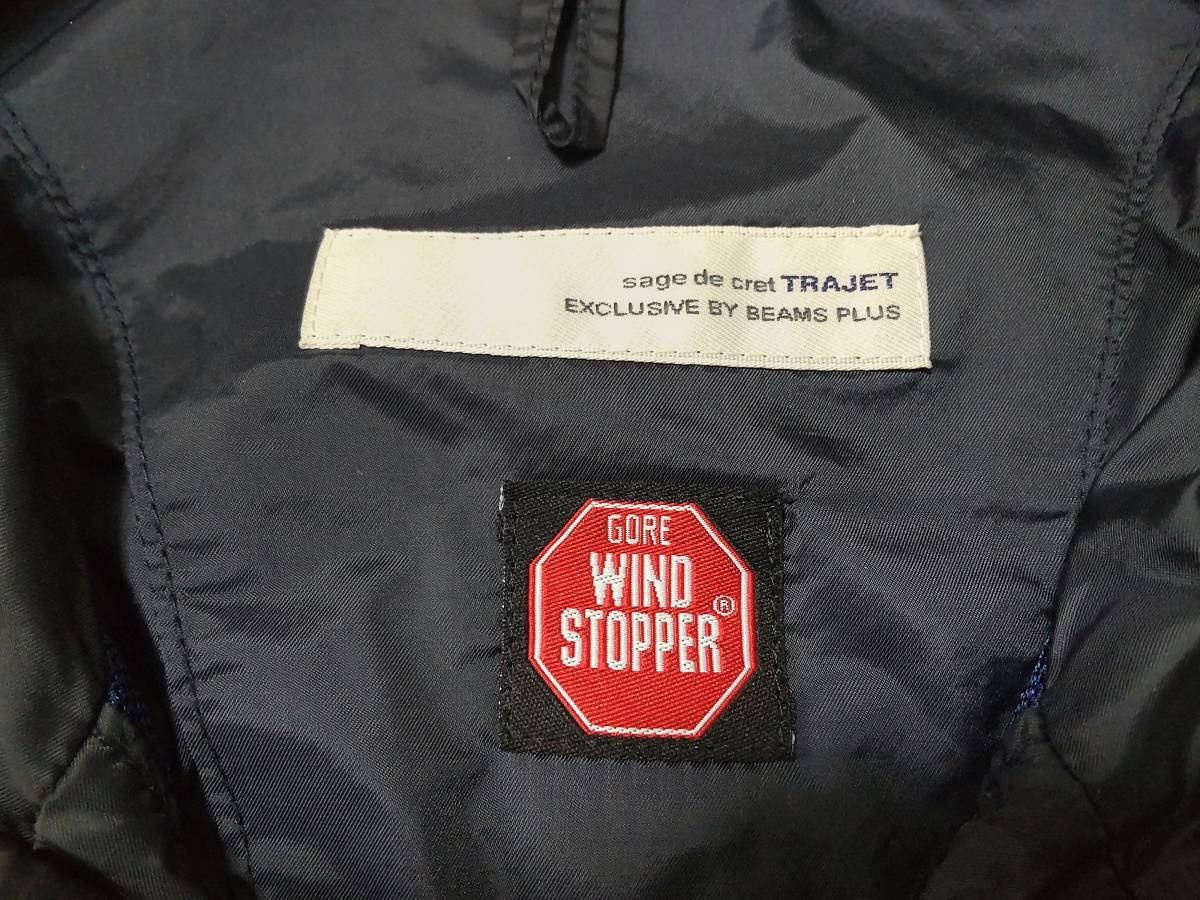 sage de cret TRAJET
EXCLUSIVE BY BEAMS PLUS
GORE
WIND
STOPPER®